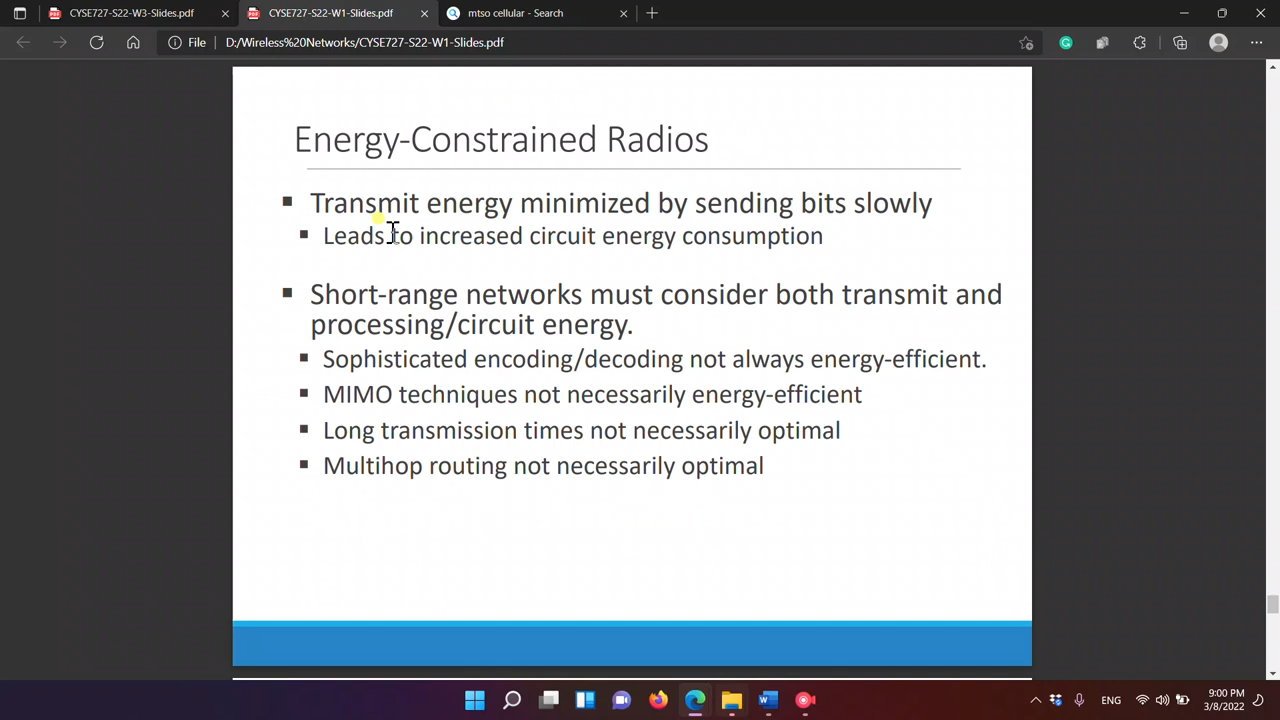 CYSE727-S22-W3-Slides.pdf
CYSE727-S22-W1-Slides.pdf
mtso cellular - Search
File
D:/Wireless%20Networks/CYSE727-S22-W1-Slides.pdf
Energy-Constrained Radios
Transmit energy minimized by sending bits slowly
Leads to increased circuit energy consumption
Short-range networks must consider both transmit and
processing/circuit energy.
Sophisticated encoding/decoding not always energy-efficient.
MIMO techniques not necessarily energy-efficient
Long transmission times not necessarily optimal
Multihop routing not necessarily optimal
ENG
9:00 PM
3/8/2022